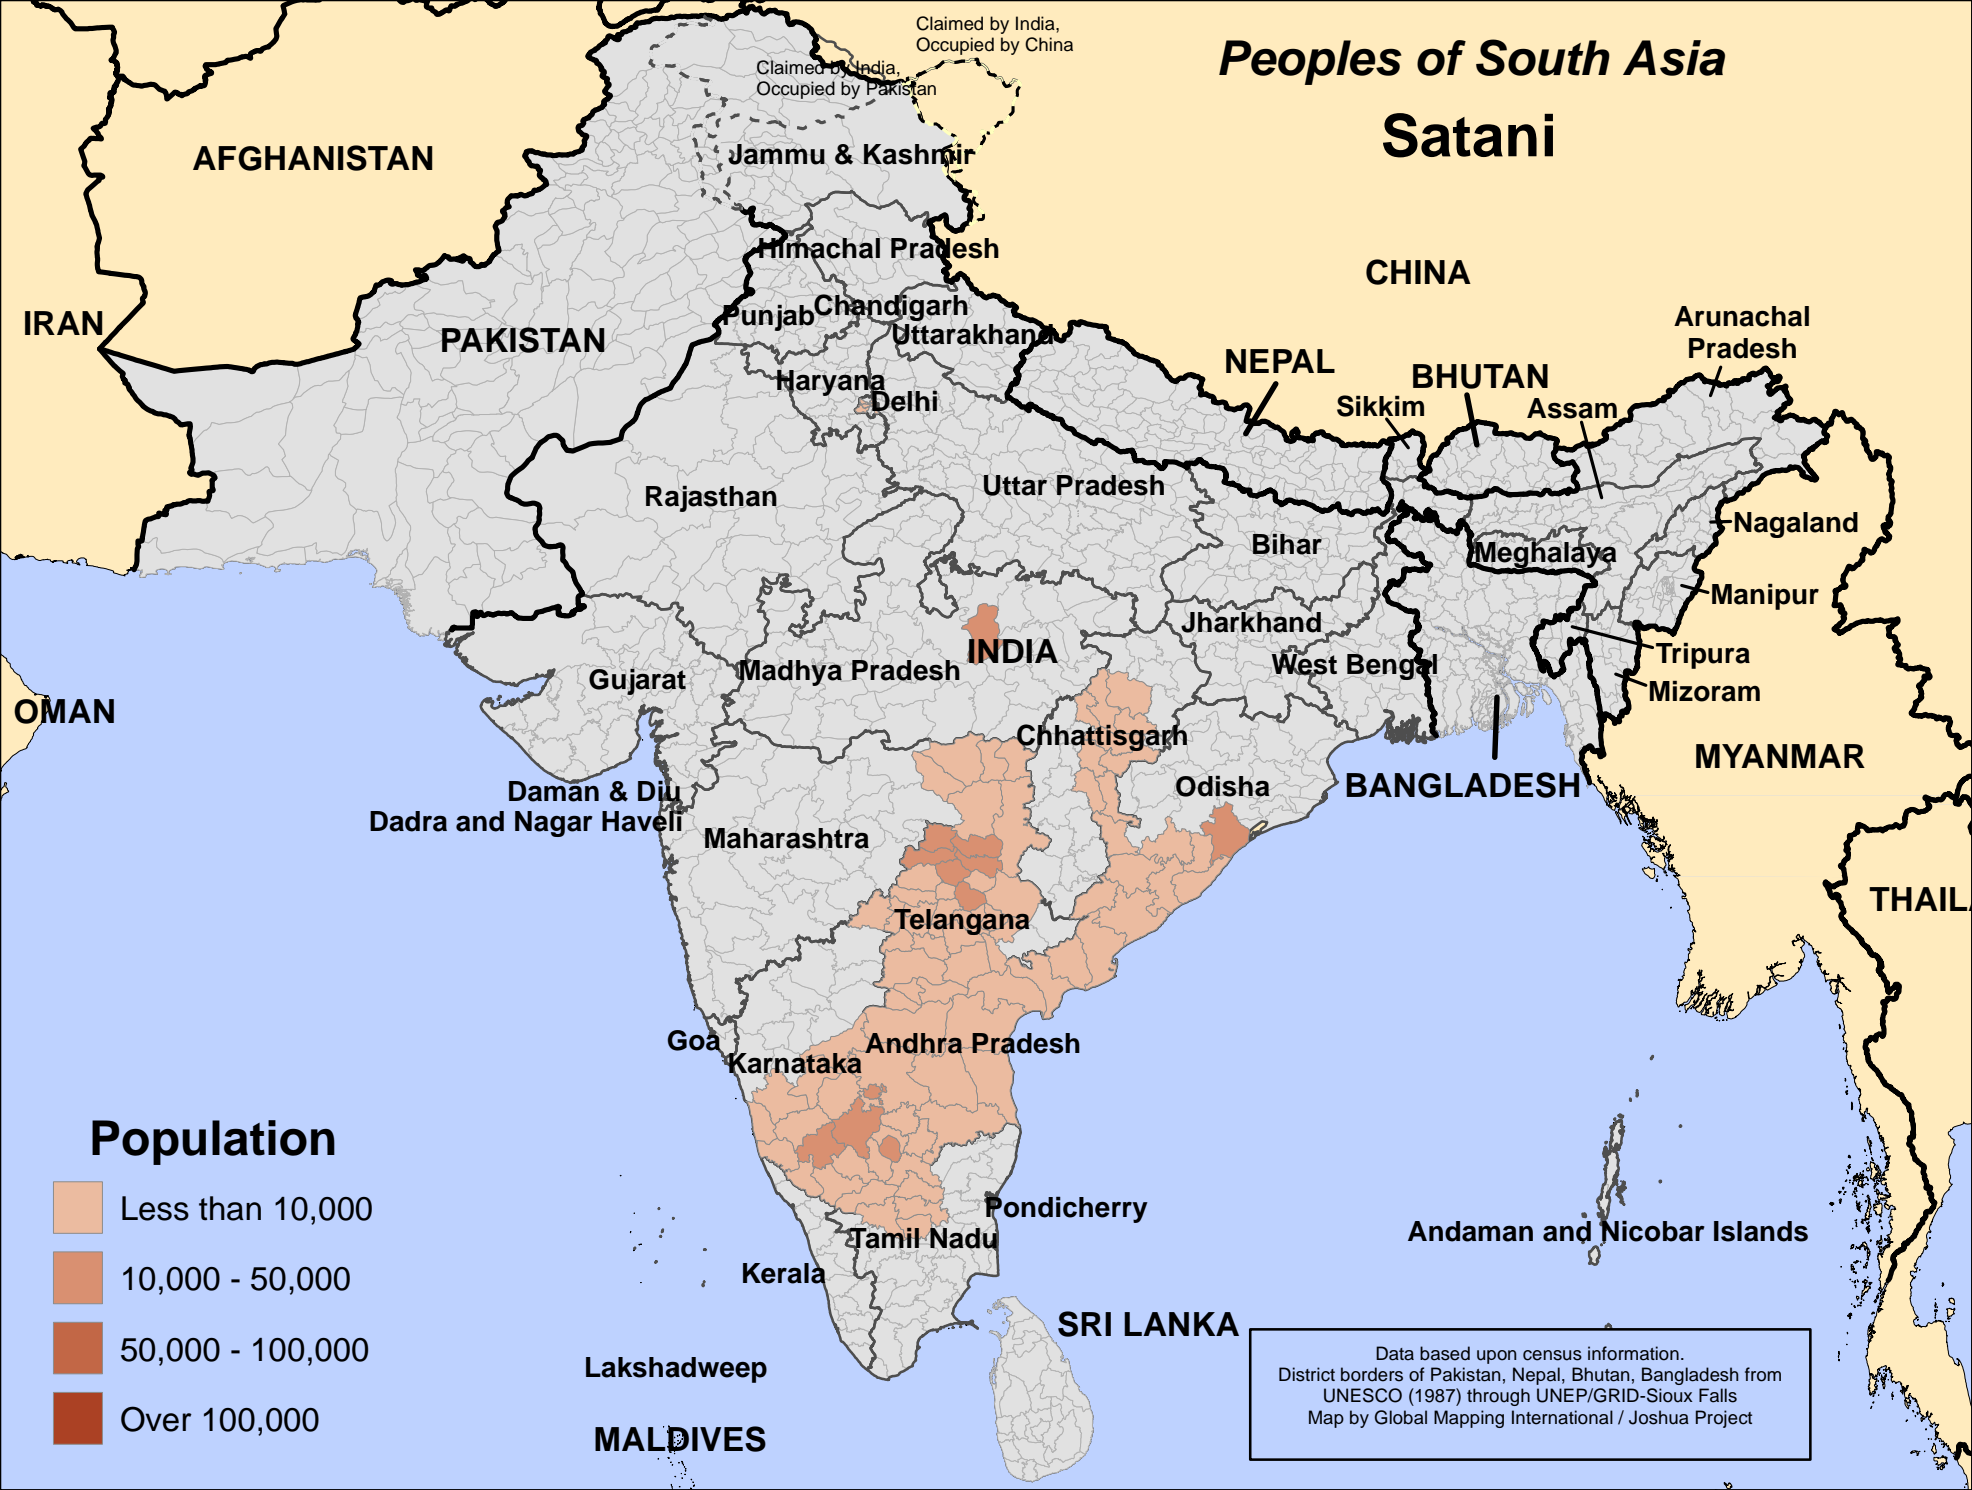 Peoples of South Asia
Satani
Claimed by India,
Occupied by China
Claimed by India,
Occupied by Pakistan
AFGHANISTAN
Jammu & Kashmir
Himachal Pradesh
CHINA
IRAN
PAKISTAN
Punjab
Chandigarh
Uttarakhand
Arunachal
Pradesh
NEPAL
BHUTAN
Haryana
Delhi
Sikkim
Assam
Rajasthan
Uttar Pradesh
Nagaland
Bihar
Meghalaya
Manipur
Jharkhand
INDIA
West Bengal
Tripura
Madhya Pradesh
Gujarat
Mizoram
OMAN
Chhattisgarh
MYANMAR
Odisha
BANGLADESH
Daman & Diu
Dadra and Nagar Haveli
Maharashtra
THAIL
Telangana
Goa
Andhra Pradesh
Karnataka
Population
Less than 10,000
10,000 - 50,000
50,000 - 100,000
Over 100,000
Pondicherry
Tamil Nadu
Andaman and Nicobar Islands
Kerala
SRI LANKA
Lakshadweep
MALDIVES
Data based upon census information.
District borders of Pakistan, Nepal, Bhutan, Bangladesh from
UNESCO (1987) through UNEP/GRID-Sioux Falls
Map by Global Mapping International / Joshua Project